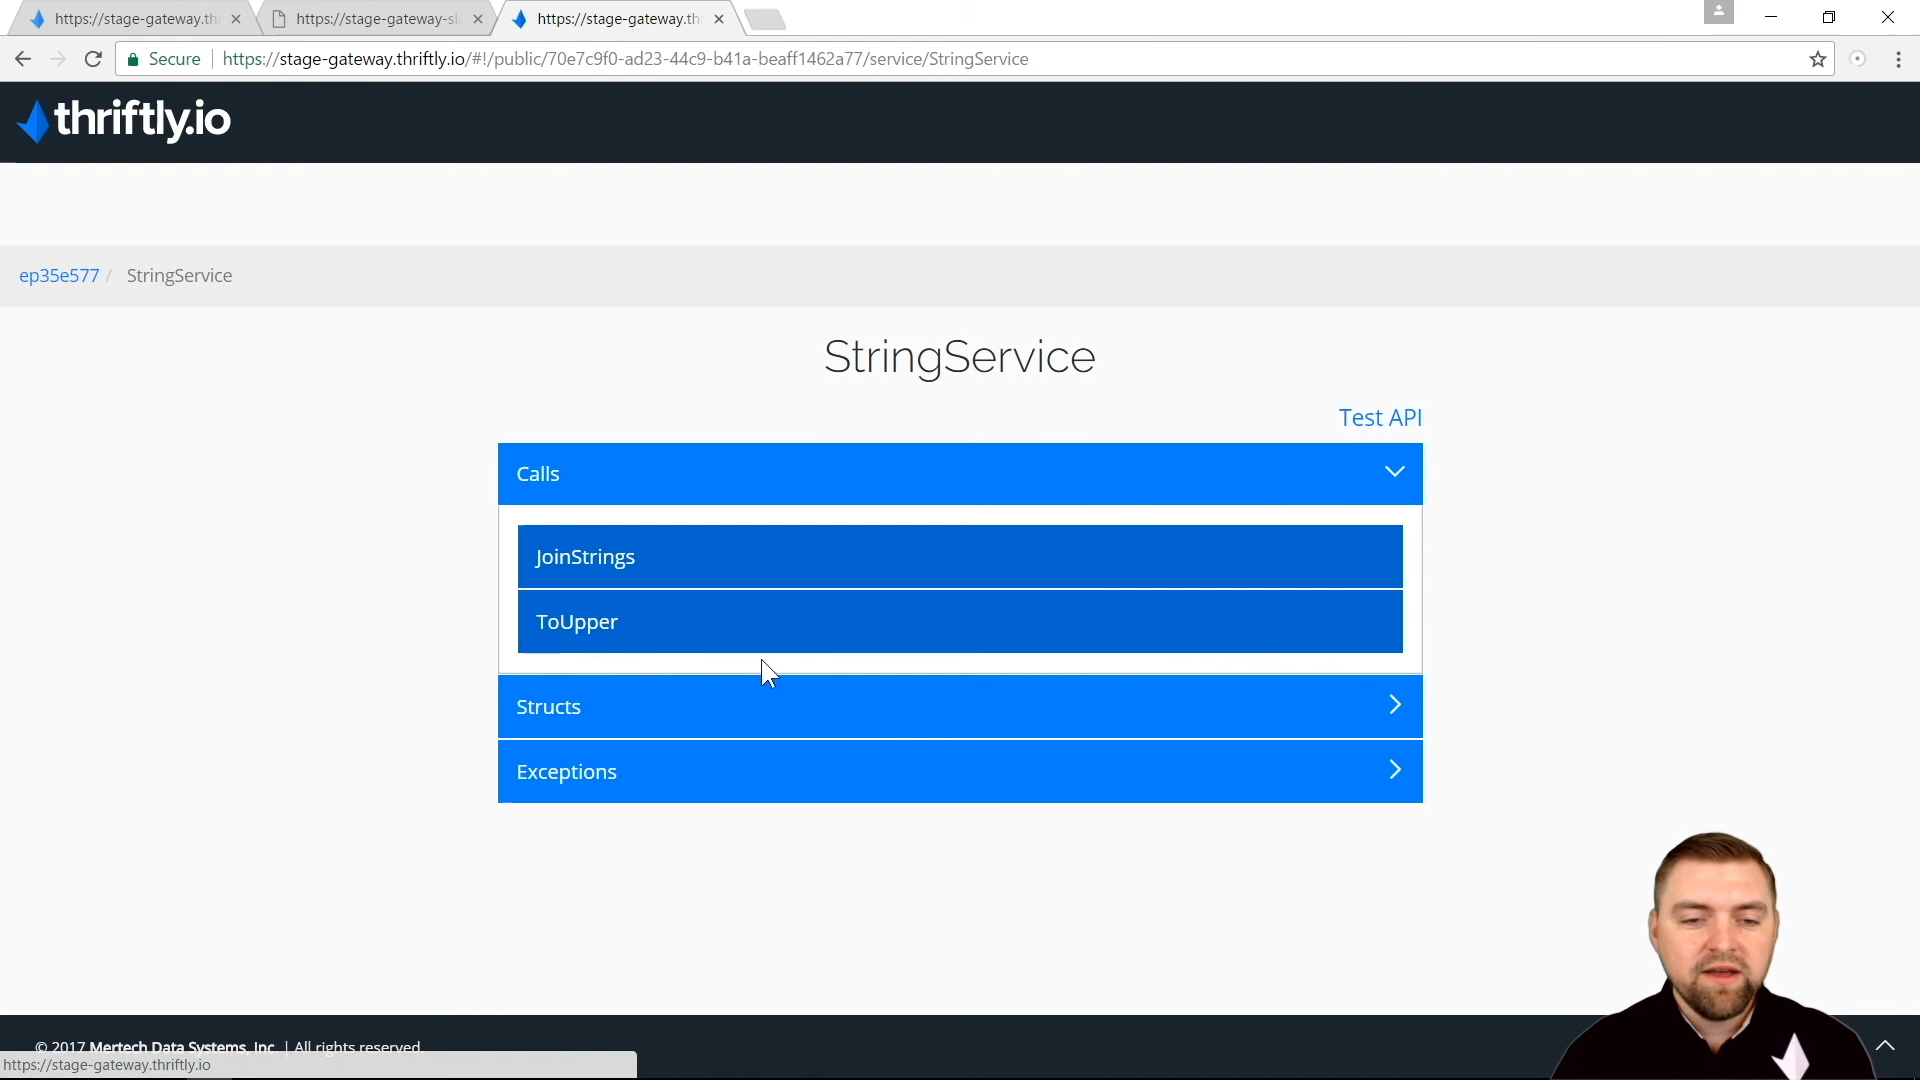 https://stage-gateway.th
https://stage-gateway-s
https://stage-gateway.th
Secure
https://stage-gateway.thriftly.io/#!/public/70e7c9f0-ad23-44c9-b41a-beaff1462a77/service/StringService
thriftly.io
ep35e577 / StringService
StringService
Test API
Calls
JoinStrings
ToUpper
Structs
Exceptions
© 2017 Mertech Data Systems, Inc. | All rights reserved.
https://stage-gateway.thriftly.io